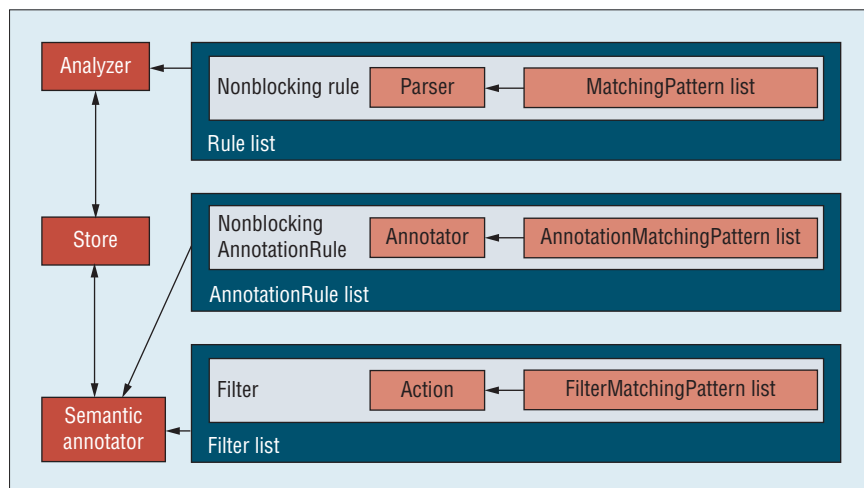 Analyzer
Nonblocking rule
Parser
MatchingPattern list
Rule list
Store
Nonblocking
AnnotationRule
Annotator
AnnotationMatchingPattern list
AnnotationRule list
Semantic
annotator
Filter
Action
FilterMatchingPattern list
Filter list